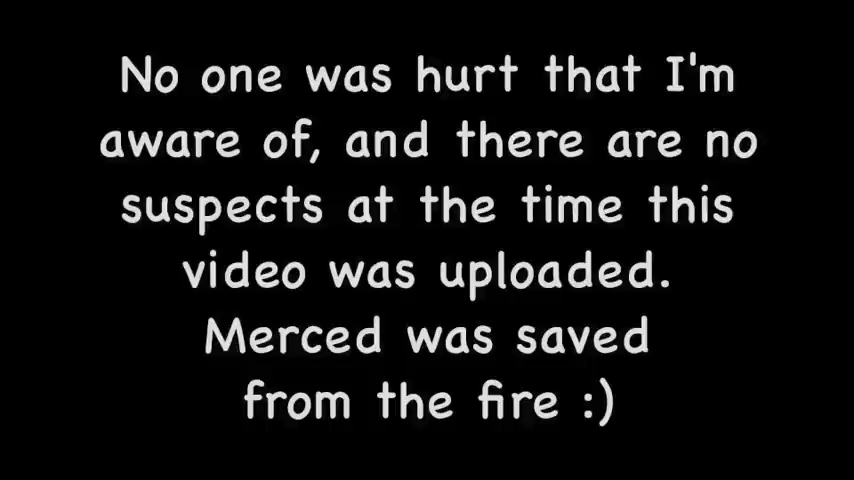 No one was hurt that I'm
aware of, and there are no
suspects at the time this
video was uploaded.
Merced was saved
from the fire :)